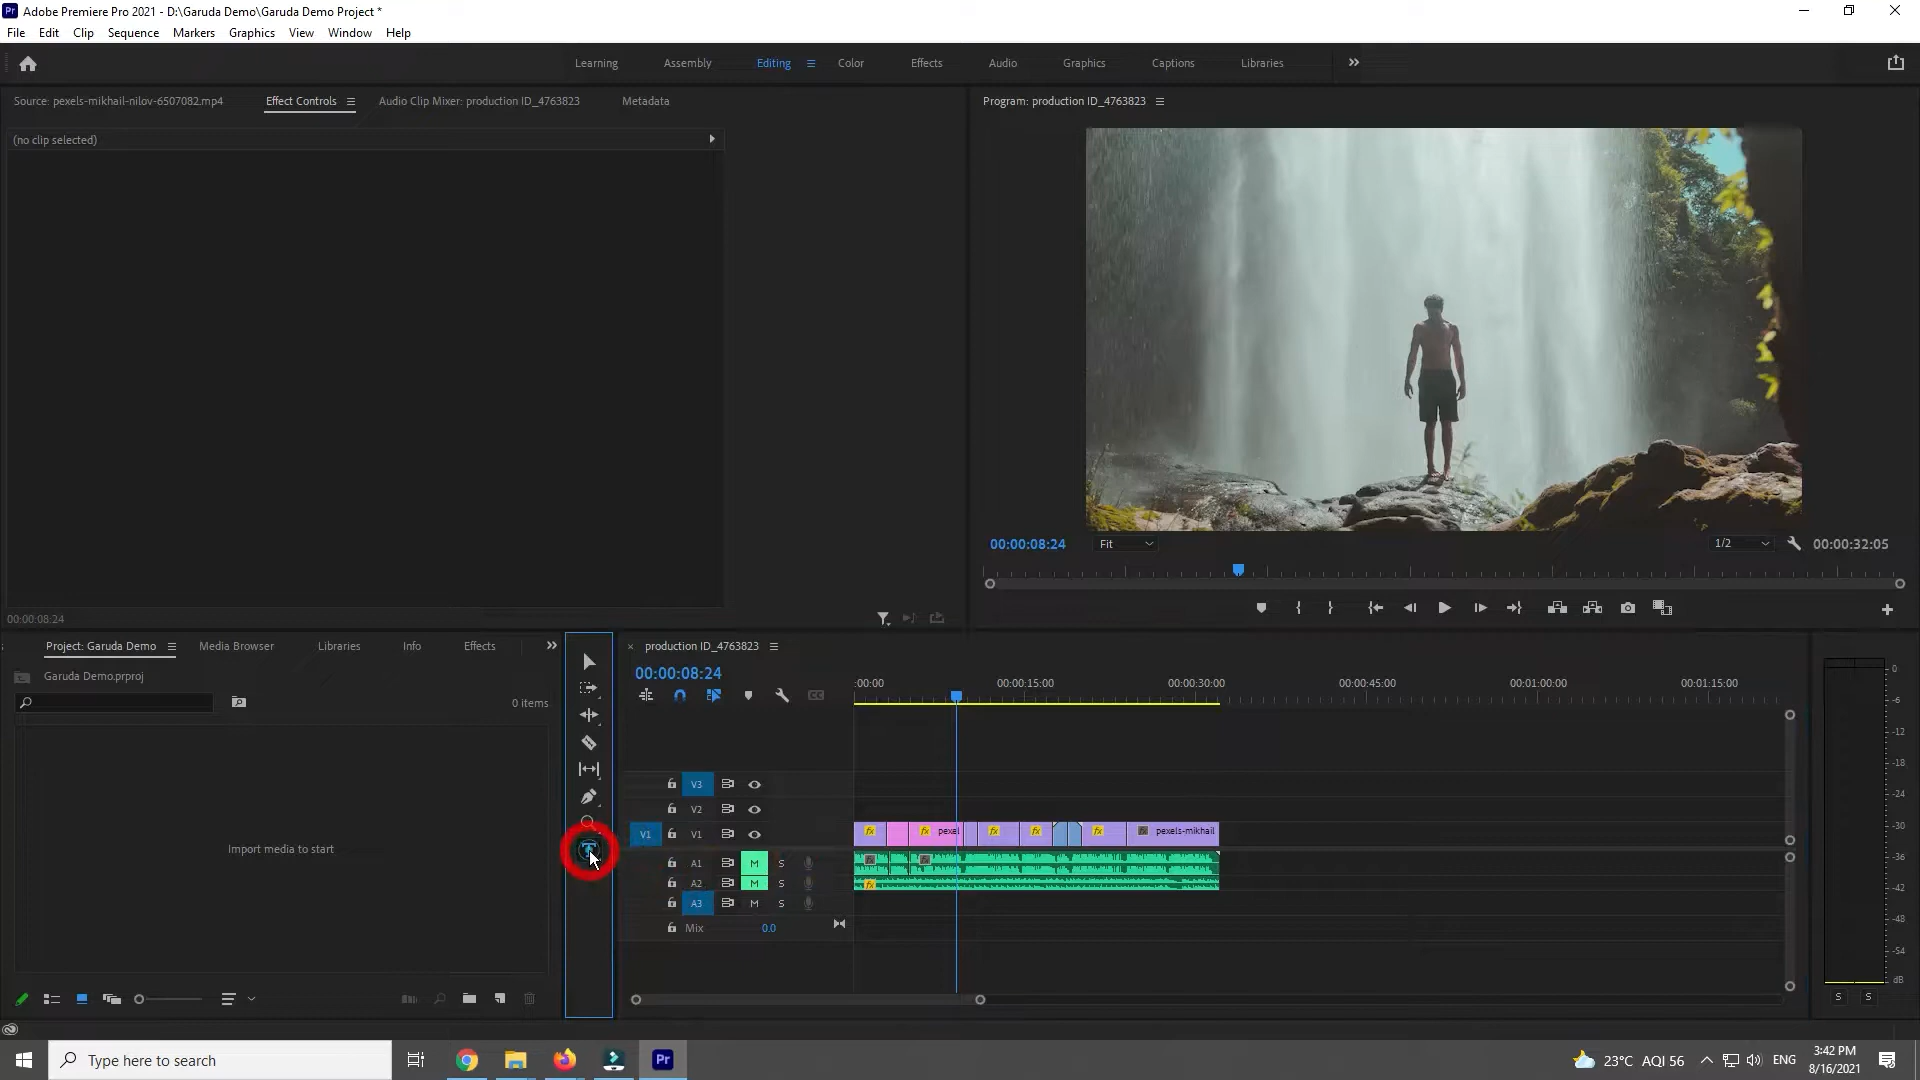 Adobe Premiere Pro 2021 - D:\Garuda Demo\Garuda Demo Project *
File Edit Clip Sequence Markers Graphics View Window Help
Learning Assembly Editing Color Effects Audio Graphics Captions Libraries
Source: pexels-mikhail-nilov-6507082.mp4 Effect Controls Audio Clip Mixer: production ID_4763823 Metadata
Program: production ID_4763823
(no clip selected)
00:00:08:24 Fit 1/2 00:00:32:05
00:00:08:24
Project: Garuda Demo Media Browser Libraries Info Effects
production ID_4763823
Garuda Demo.prproj
00:00:08:24
0 items
:00:00 00:00:15:00 00:00:30:00 00:00:45:00 00:01:00:00 00:01:15:00
V3
V2
V1 V1 fx fx pexel fx fx fx fx pexels-mikhail
Import media to start
A1 M S
A2 M S
A3 M S
Mix 0.0
0
-6
-12
-18
-24
-30
-36
-42
-48
-54
dB
S S
Type here to search
Pr
23°C AQI 56 ENG 3:42 PM
8/16/2021